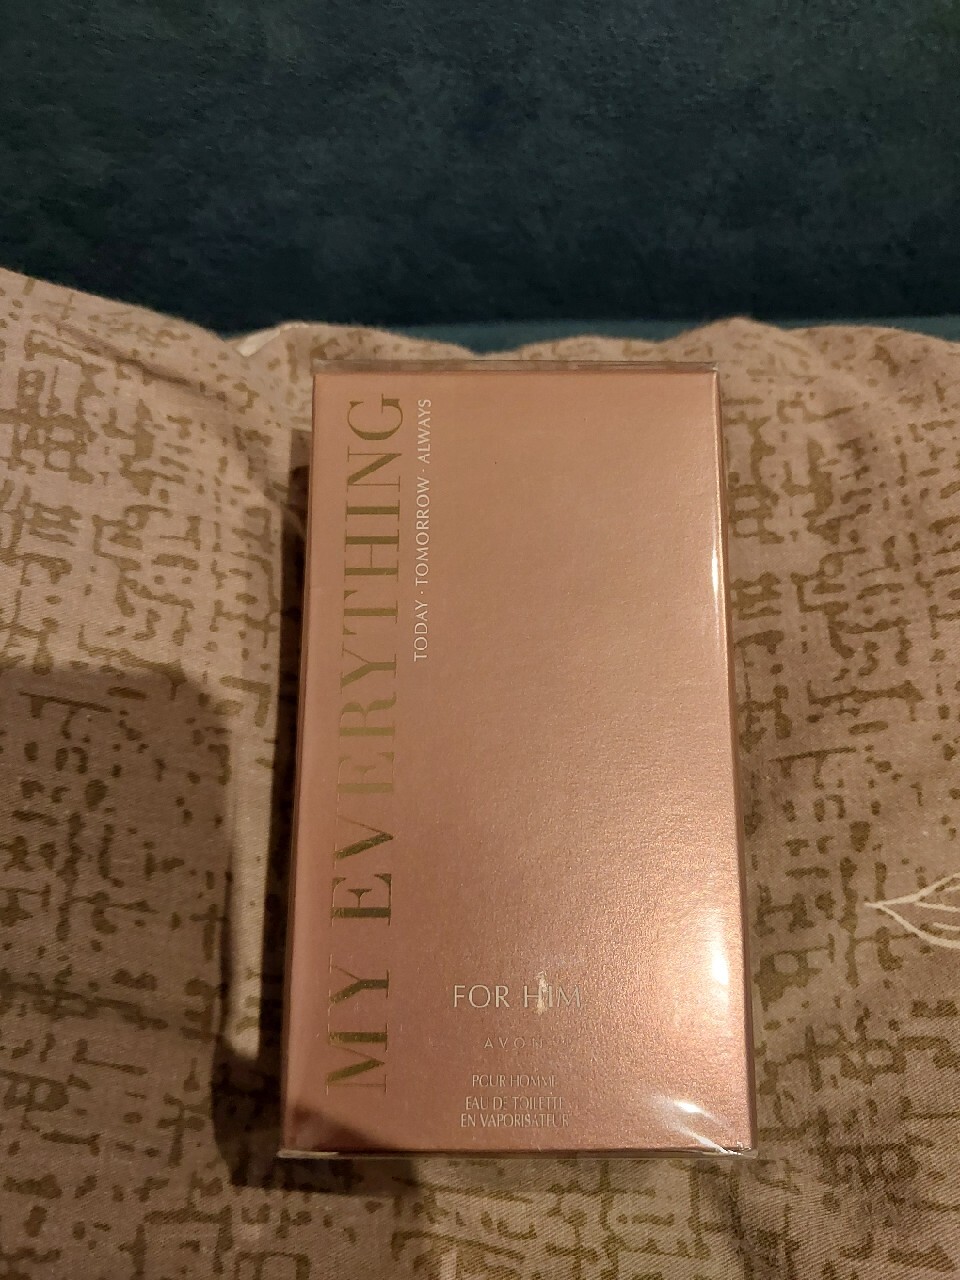 MY EVERYTHING
TODAY · TOMORROW · ALWAYS
FOR HIM
AVON
POUR HOMME
EAU DE TOILETTE
EN VAPORISATEUR